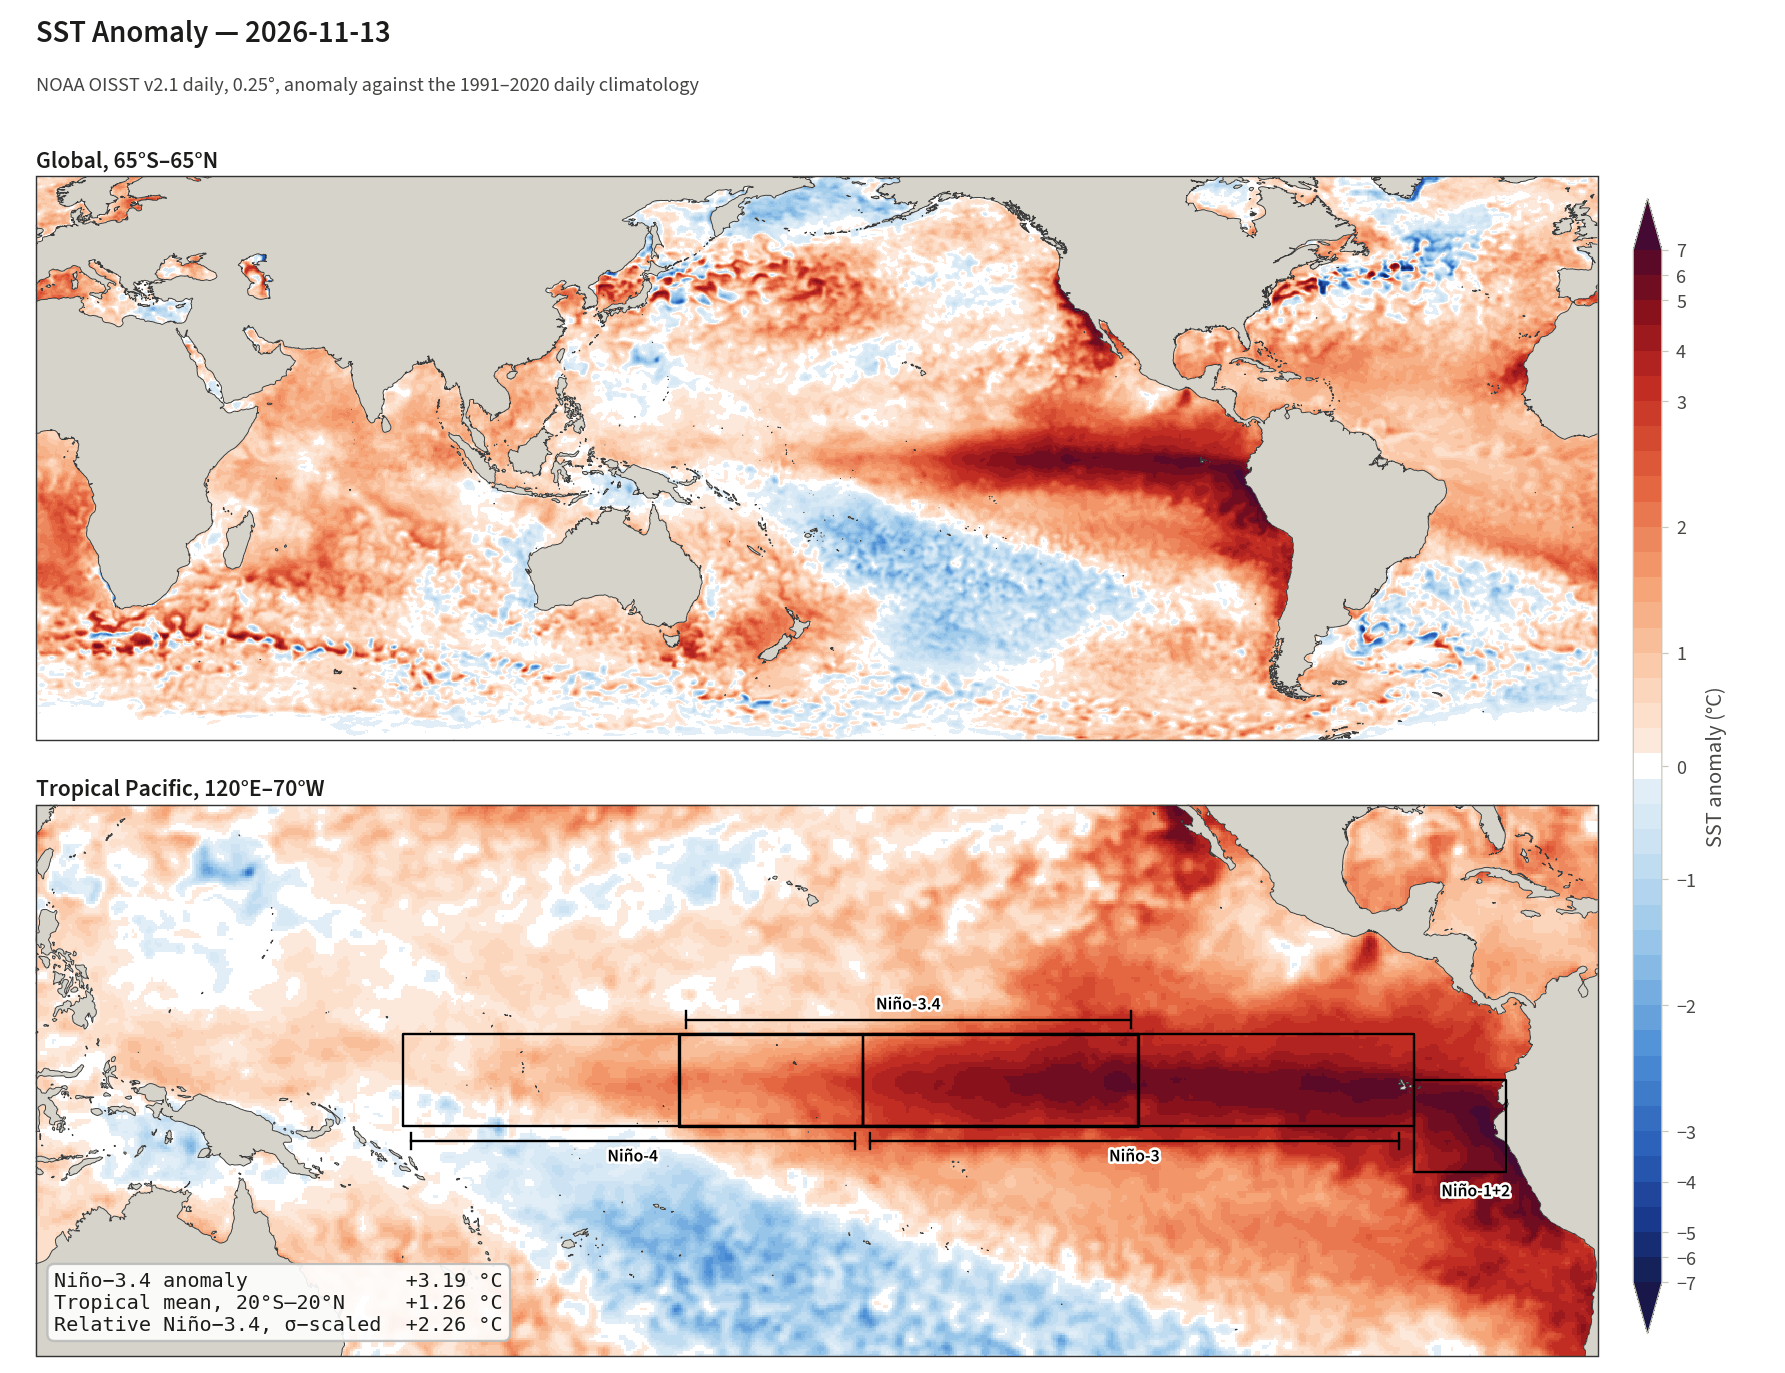 SST Anomaly — 2026-11-13
NOAA OISST v2.1 daily, 0.25°, anomaly against the 1991–2020 daily climatology
Global, 65°S–65°N
7
6
5
4
3
2
1
0
−1
−2
−3
−4
−5
−6
−7
SST anomaly (°C)
Tropical Pacific, 120°E–70°W
Niño-3.4
Niño-4
Niño-3
Niño-1+2
Niño−3.4 anomaly +3.19 °C
Tropical mean, 20°S–20°N +1.26 °C
Relative Niño−3.4, σ−scaled +2.26 °C